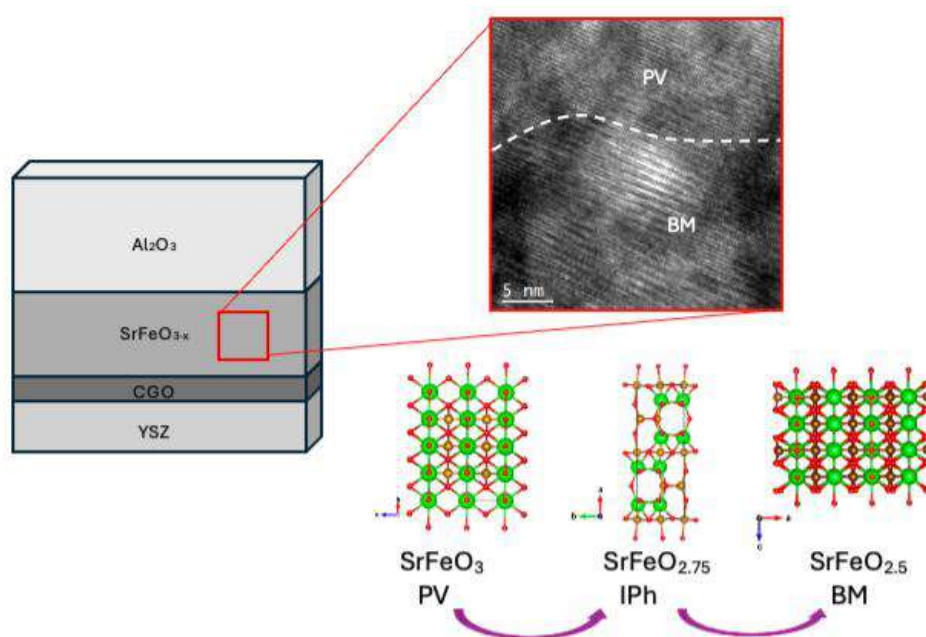 PV
BM
5 nm
Al₂O₃
SrFeO₃₋ₓ
CGO
YSZ
SrFeO₃
PV
SrFeO₂.₇₅
IPh
SrFeO₂.₅
BM